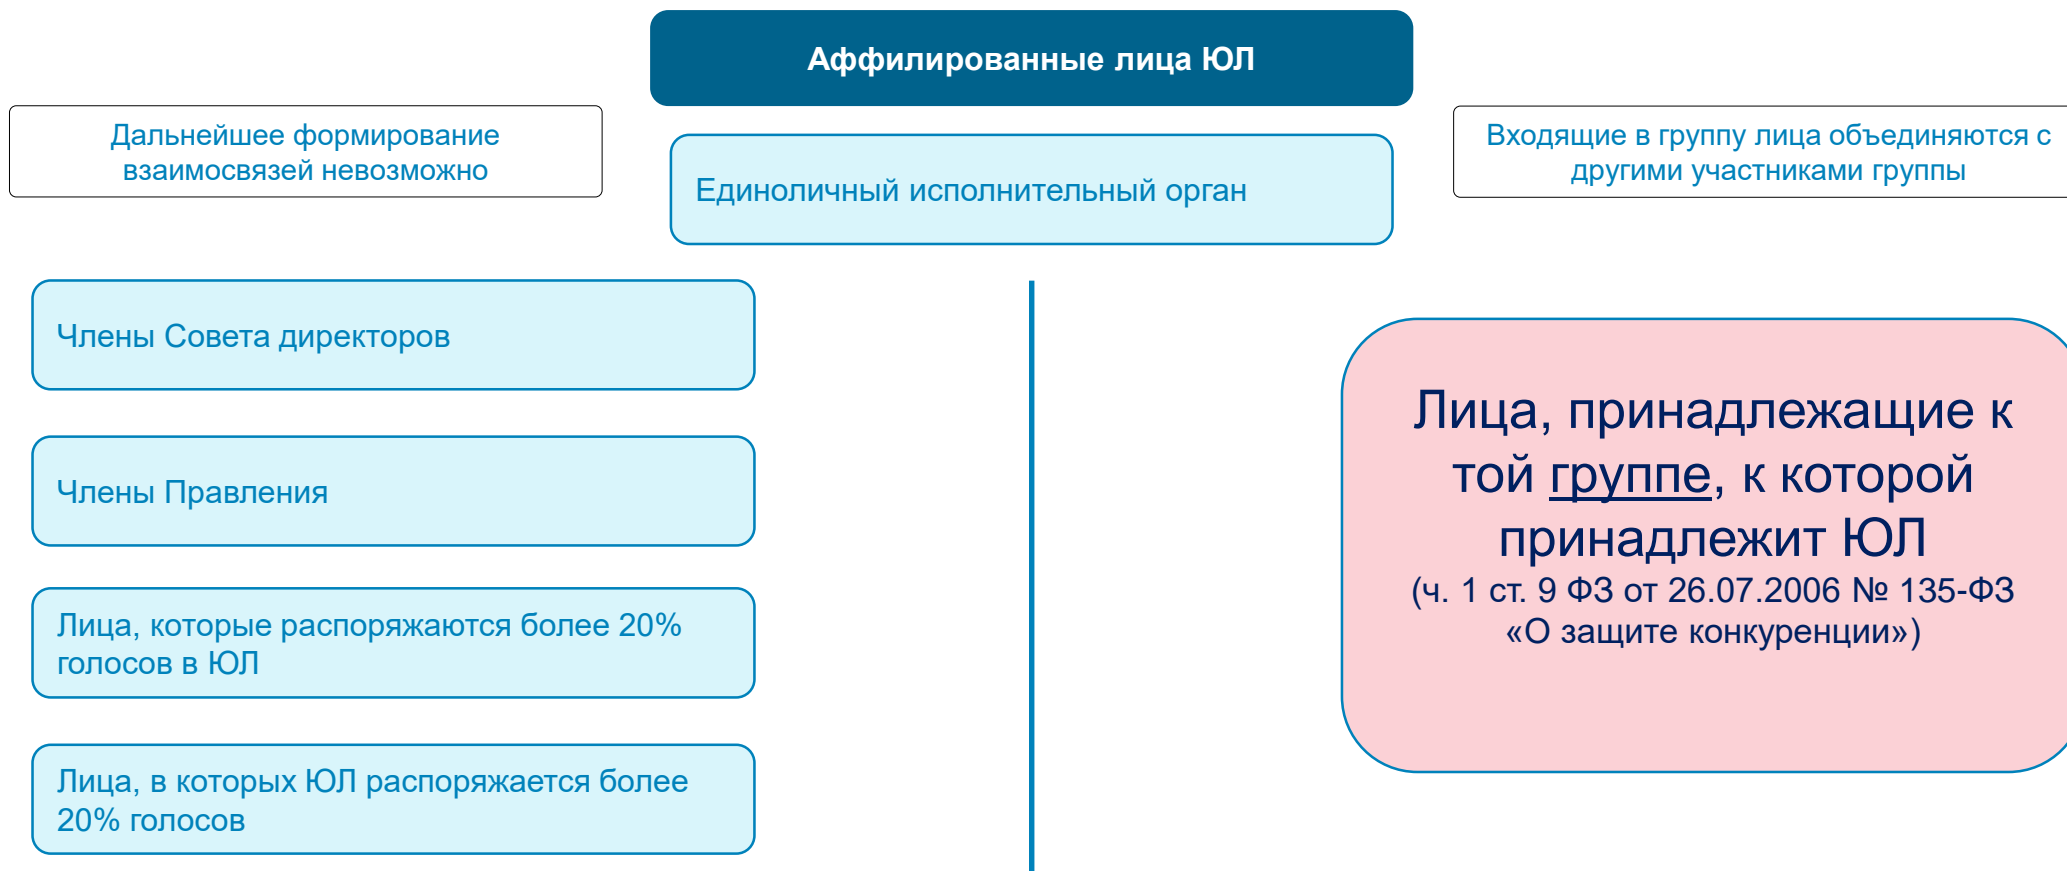 Аффилированные лица ЮЛ
Дальнейшее формирование
взаимосвязей невозможно
Единоличный исполнительный орган
Входящие в группу лица объединяются с
другими участниками группы
Члены Совета директоров
Члены Правления
Лица, которые распоряжаются более 20%
голосов в ЮЛ
Лица, в которых ЮЛ распоряжается более
20% голосов
Лица, принадлежащие к
той группе, к которой
принадлежит ЮЛ
(ч. 1 ст. 9 ФЗ от 26.07.2006 № 135-ФЗ
«О защите конкуренции»)